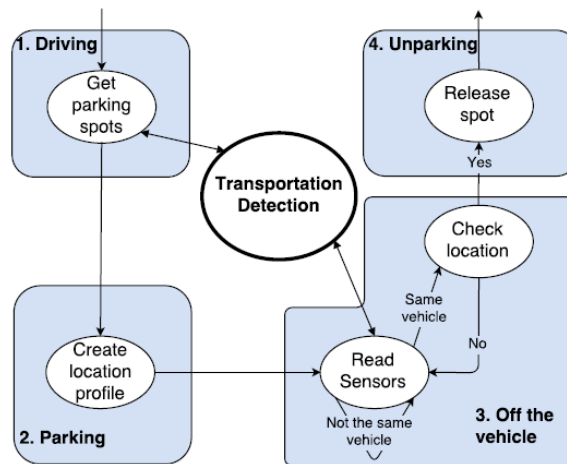 1. Driving
Get
parking
spots
4. Unparking
Release
spot
Yes
Transportation
Detection
Check
location
Same
vehicle
No
Create
location
profile
2. Parking
Read
Sensors
Not the same
vehicle
3. Off the
vehicle